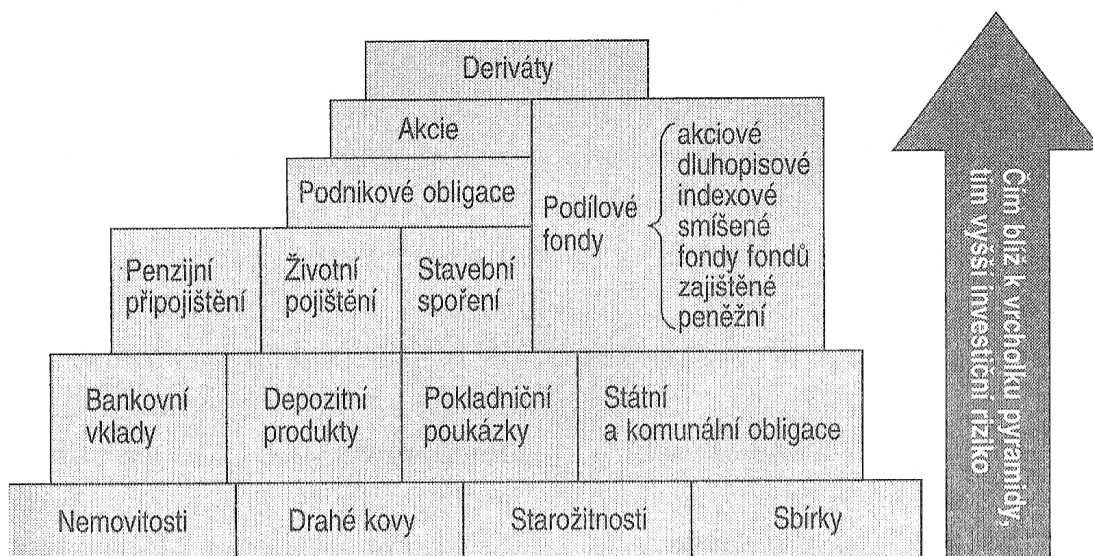 Deriváty
Akcie
Podnikové obligace
Podílové
fondy
akciové
dluhopisové
indexové
smíšené
fondy fondů
zajištěné
peněžní
Penzijní
připojištění
Životní
pojištění
Stavební
spoření
Bankovní
vklady
Depozitní
produkty
Pokladniční
poukázky
Státní
a komunální obligace
Nemovitosti
Drahé kovy
Starožitnosti
Sbírky
Čím blíž k vrcholku pyramidy,
tím vyšší investiční riziko